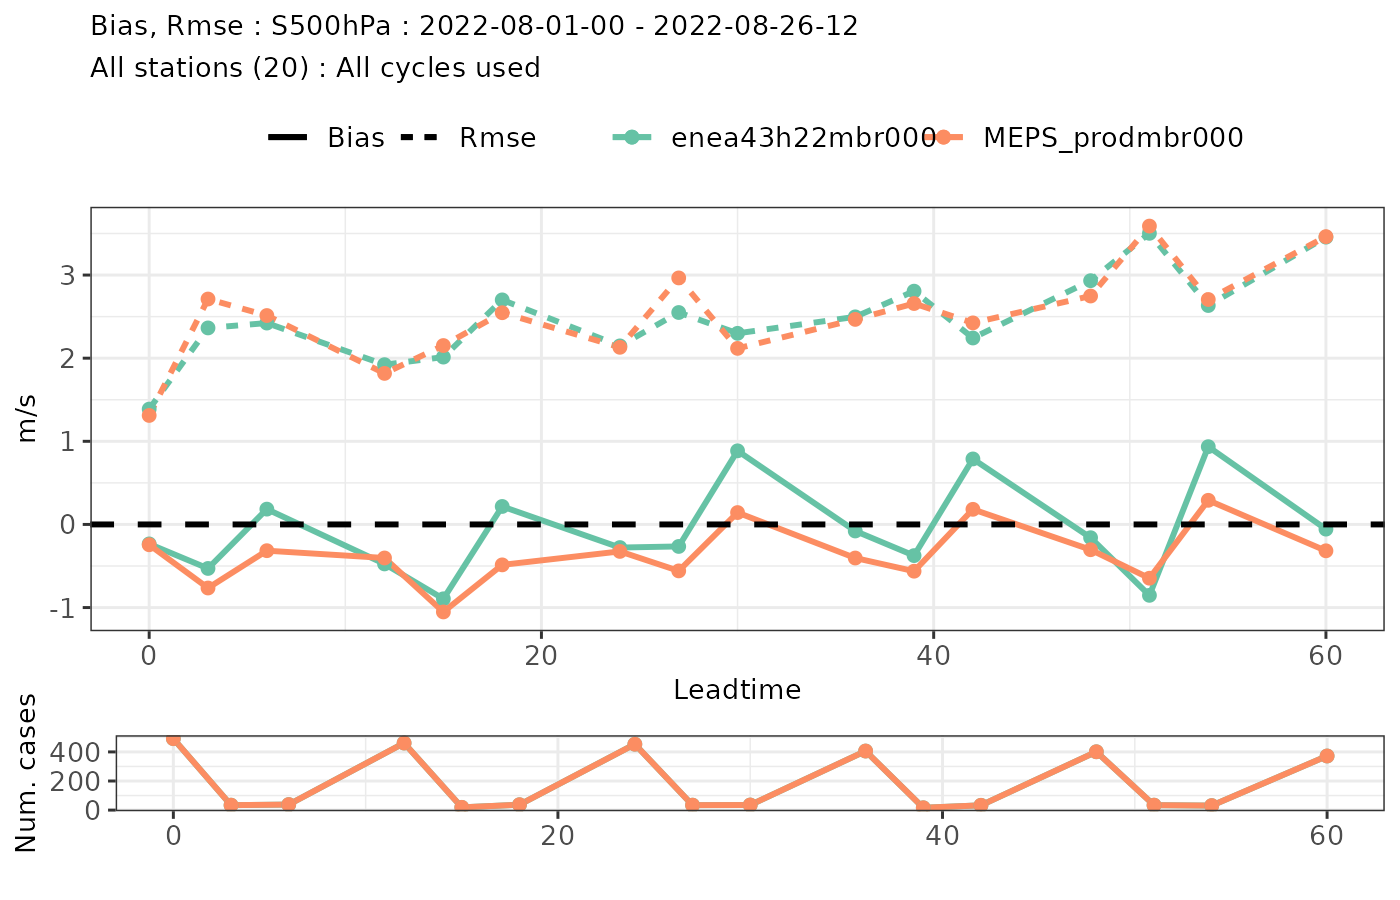 Bias, Rmse : S500hPa : 2022-08-01-00 - 2022-08-26-12
All stations (20) : All cycles used
Bias Rmse enea43h22mbr000 MEPS_prodmbr000
3
2
1
0
-1
m/s
0 20 40 60
Leadtime
400
200
0
Num. cases
0 20 40 60